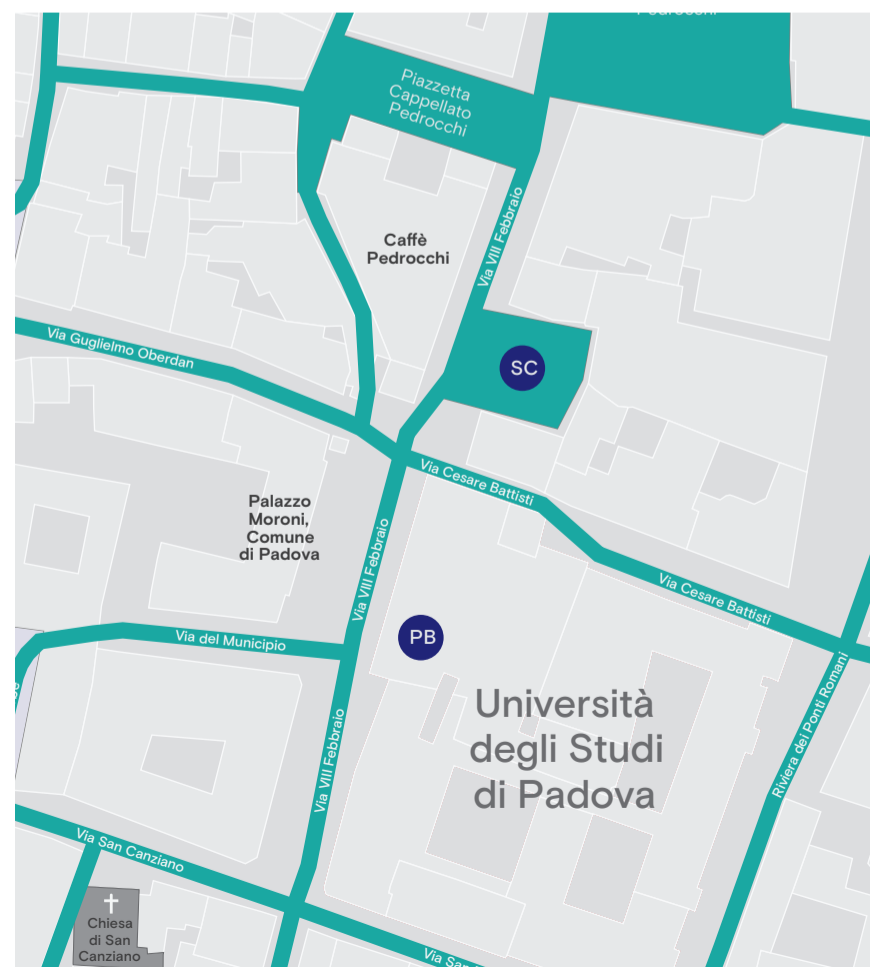 Pedrocchi
Piazzetta
Cappellato
Pedrocchi
Via VIII Febbraio
Caffè
Pedrocchi
Via Guglielmo Oberdan
SC
Via Cesare Battisti
Palazzo
Moroni,
Comune
di Padova
Via VIII Febbraio
Via Cesare Battisti
PB
Via del Municipio
Riviera dei Ponti Romani
Università
degli Studi
di Padova
Via VIII Febbraio
Via San Canziano
Chiesa
di San
Canziano